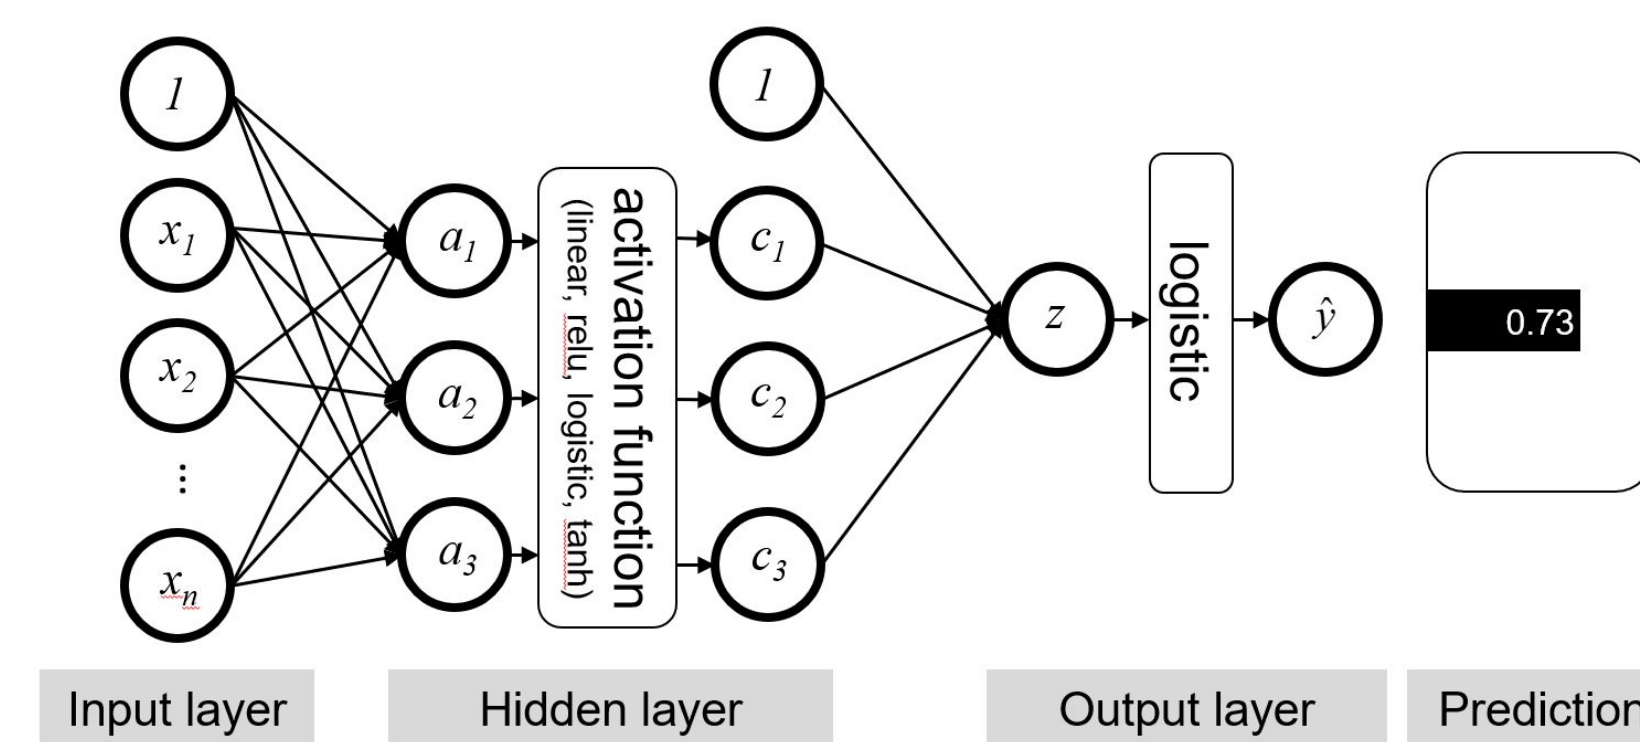 1
x1
x2
⋮
xn
a1
a2
a3
activation function
(linear, relu, logistic, tanh)
1
c1
c2
c3
z
logistic
ŷ
0.73
Input layer
Hidden layer
Output layer
Prediction